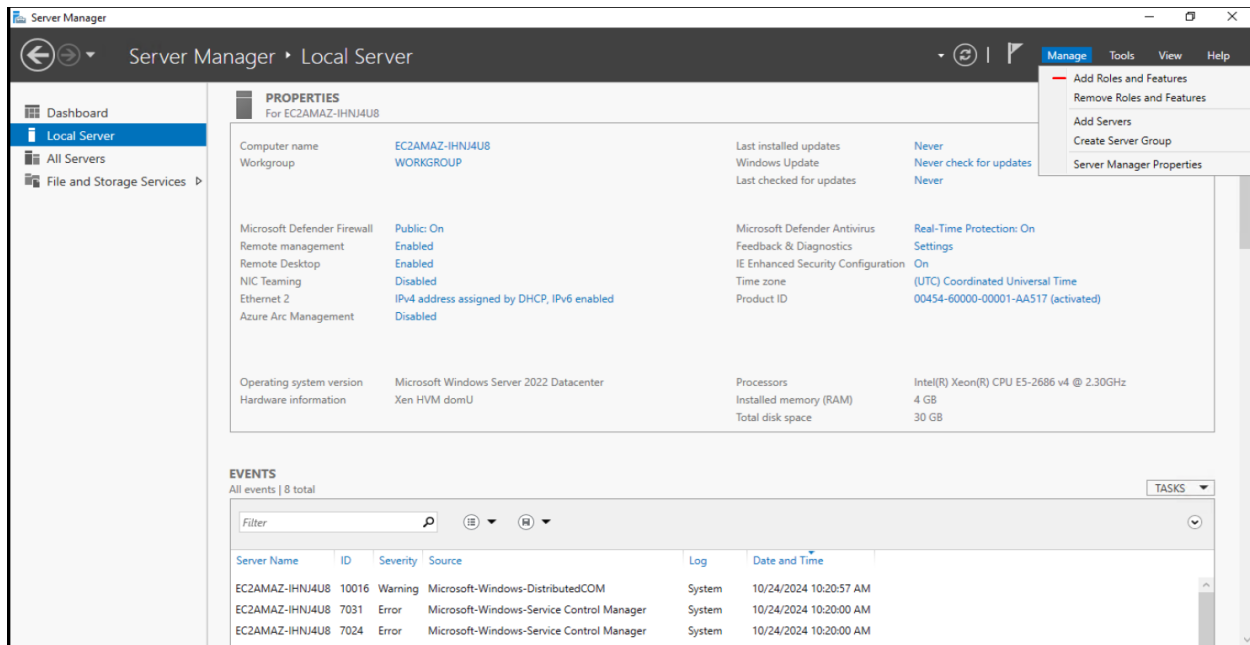 Server Manager
Server Manager ‣ Local Server
Manage Tools View Help
Add Roles and Features
Remove Roles and Features
Add Servers
Create Server Group
Server Manager Properties
Dashboard
Local Server
All Servers
File and Storage Services
PROPERTIES
For EC2AMAZ-IHNJ4U8
Computer name EC2AMAZ-IHNJ4U8 Last installed updates Never
Workgroup WORKGROUP Windows Update Never check for updates
Last checked for updates Never
Microsoft Defender Firewall Public: On Microsoft Defender Antivirus Real-Time Protection: On
Remote management Enabled Feedback & Diagnostics Settings
Remote Desktop Enabled IE Enhanced Security Configuration On
NIC Teaming Disabled Time zone (UTC) Coordinated Universal Time
Ethernet 2 IPv4 address assigned by DHCP, IPv6 enabled Product ID 00454-60000-00001-AA517 (activated)
Azure Arc Management Disabled
Operating system version Microsoft Windows Server 2022 Datacenter Processors Intel(R) Xeon(R) CPU E5-2686 v4 @ 2.30GHz
Hardware information Xen HVM domU Installed memory (RAM) 4 GB
Total disk space 30 GB
EVENTS
All events | 8 total
TASKS
Filter
Server Name ID Severity Source Log Date and Time
EC2AMAZ-IHNJ4U8 10016 Warning Microsoft-Windows-DistributedCOM System 10/24/2024 10:20:57 AM
EC2AMAZ-IHNJ4U8 7031 Error Microsoft-Windows-Service Control Manager System 10/24/2024 10:20:00 AM
EC2AMAZ-IHNJ4U8 7024 Error Microsoft-Windows-Service Control Manager System 10/24/2024 10:20:00 AM